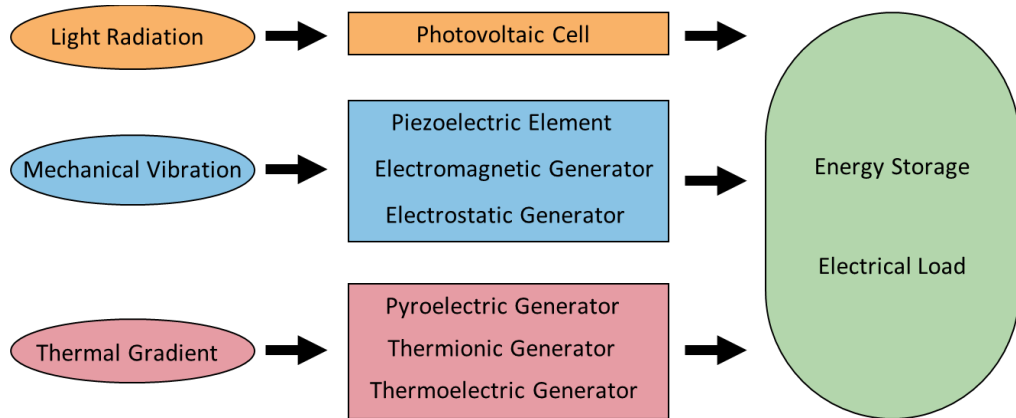 Light Radiation
Photovoltaic Cell
Mechanical Vibration
Piezoelectric Element
Electromagnetic Generator
Electrostatic Generator
Thermal Gradient
Pyroelectric Generator
Thermionic Generator
Thermoelectric Generator
Energy Storage
Electrical Load